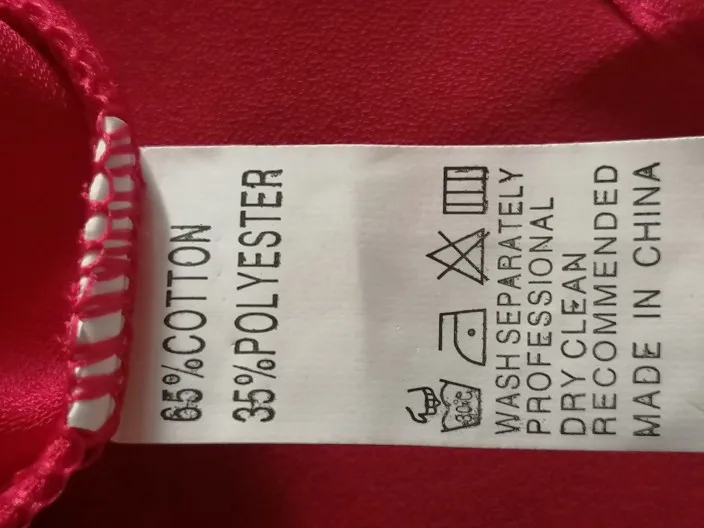 65%COTTON
35%POLYESTER
30°C
WASH SEPARATELY
PROFESSIONAL
DRY CLEAN
RECOMMENDED
MADE IN CHINA